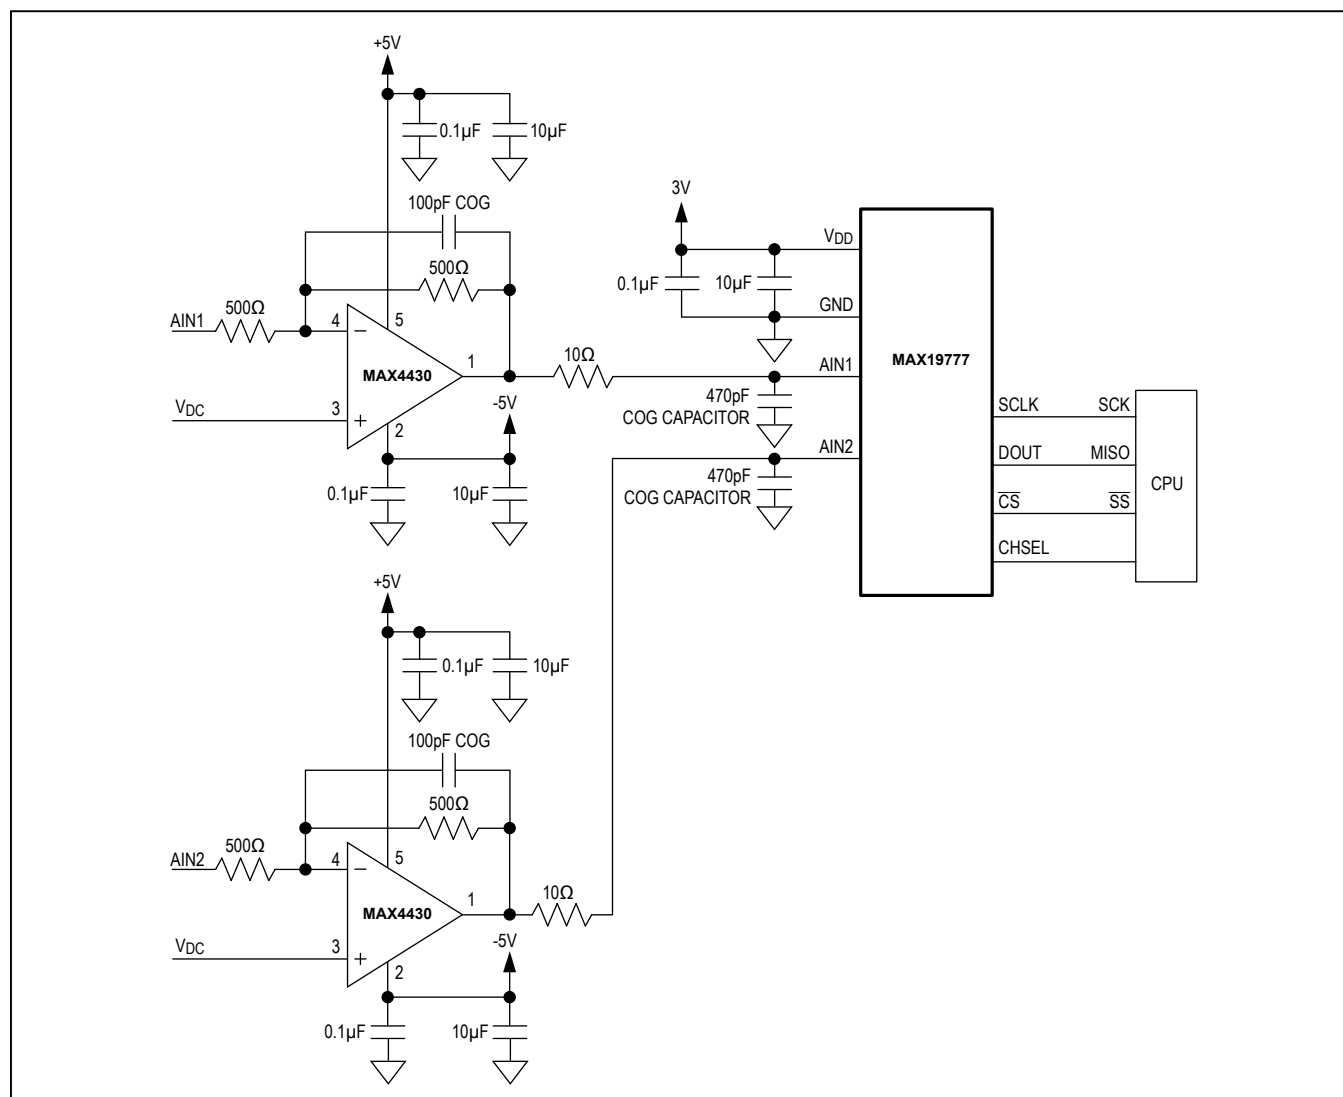 +5V
0.1µF
10µF
100pF COG
500Ω
500Ω
AIN1
4
−
5
MAX4430
1
VDC
3
+
2
-5V
0.1µF
10µF
10Ω
3V
VDD
0.1µF
10µF
GND
AIN1
470pF
COG CAPACITOR
AIN2
470pF
COG CAPACITOR
MAX19777
SCLK
SCK
DOUT
MISO
CS
SS
CHSEL
CPU
+5V
0.1µF
10µF
100pF COG
500Ω
500Ω
AIN2
4
−
5
MAX4430
1
VDC
3
+
2
-5V
0.1µF
10µF
10Ω